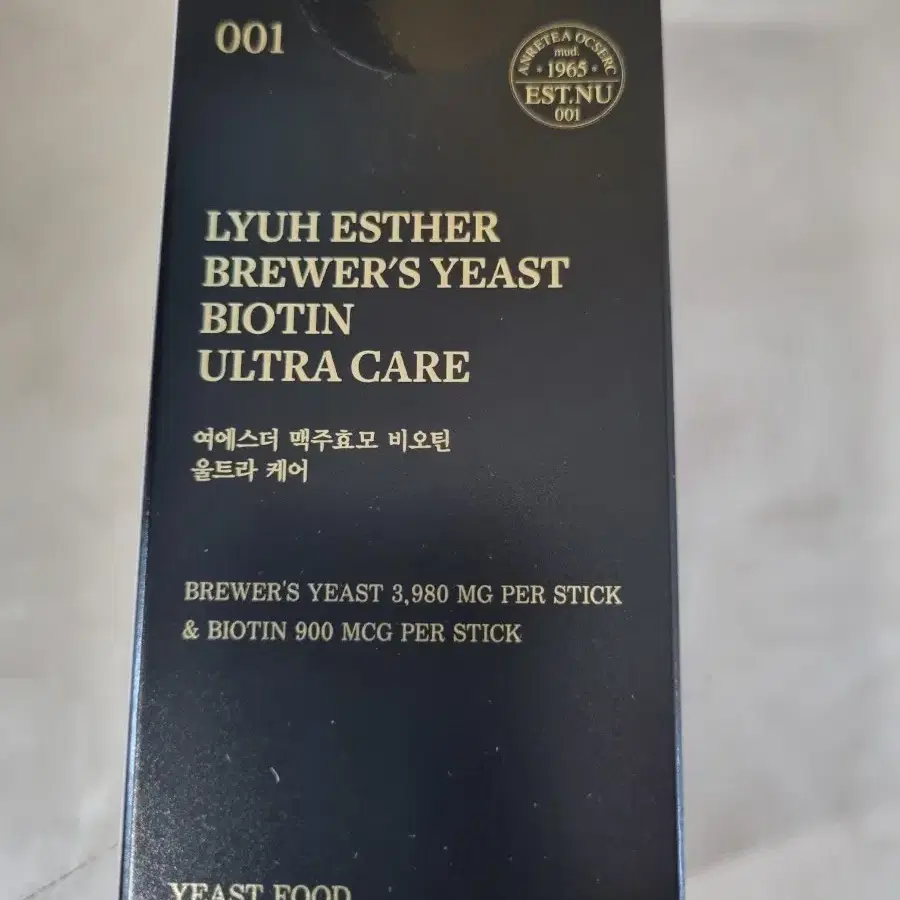 001
ANRETEA OCSERC
mud.
· 1965 ·
EST.NU
001
LYUH ESTHER
BREWER'S YEAST
BIOTIN
ULTRA CARE
여에스더 맥주효모 비오틴
울트라 케어
BREWER'S YEAST 3,980 MG PER STICK
& BIOTIN 900 MCG PER STICK
YEAST FOOD